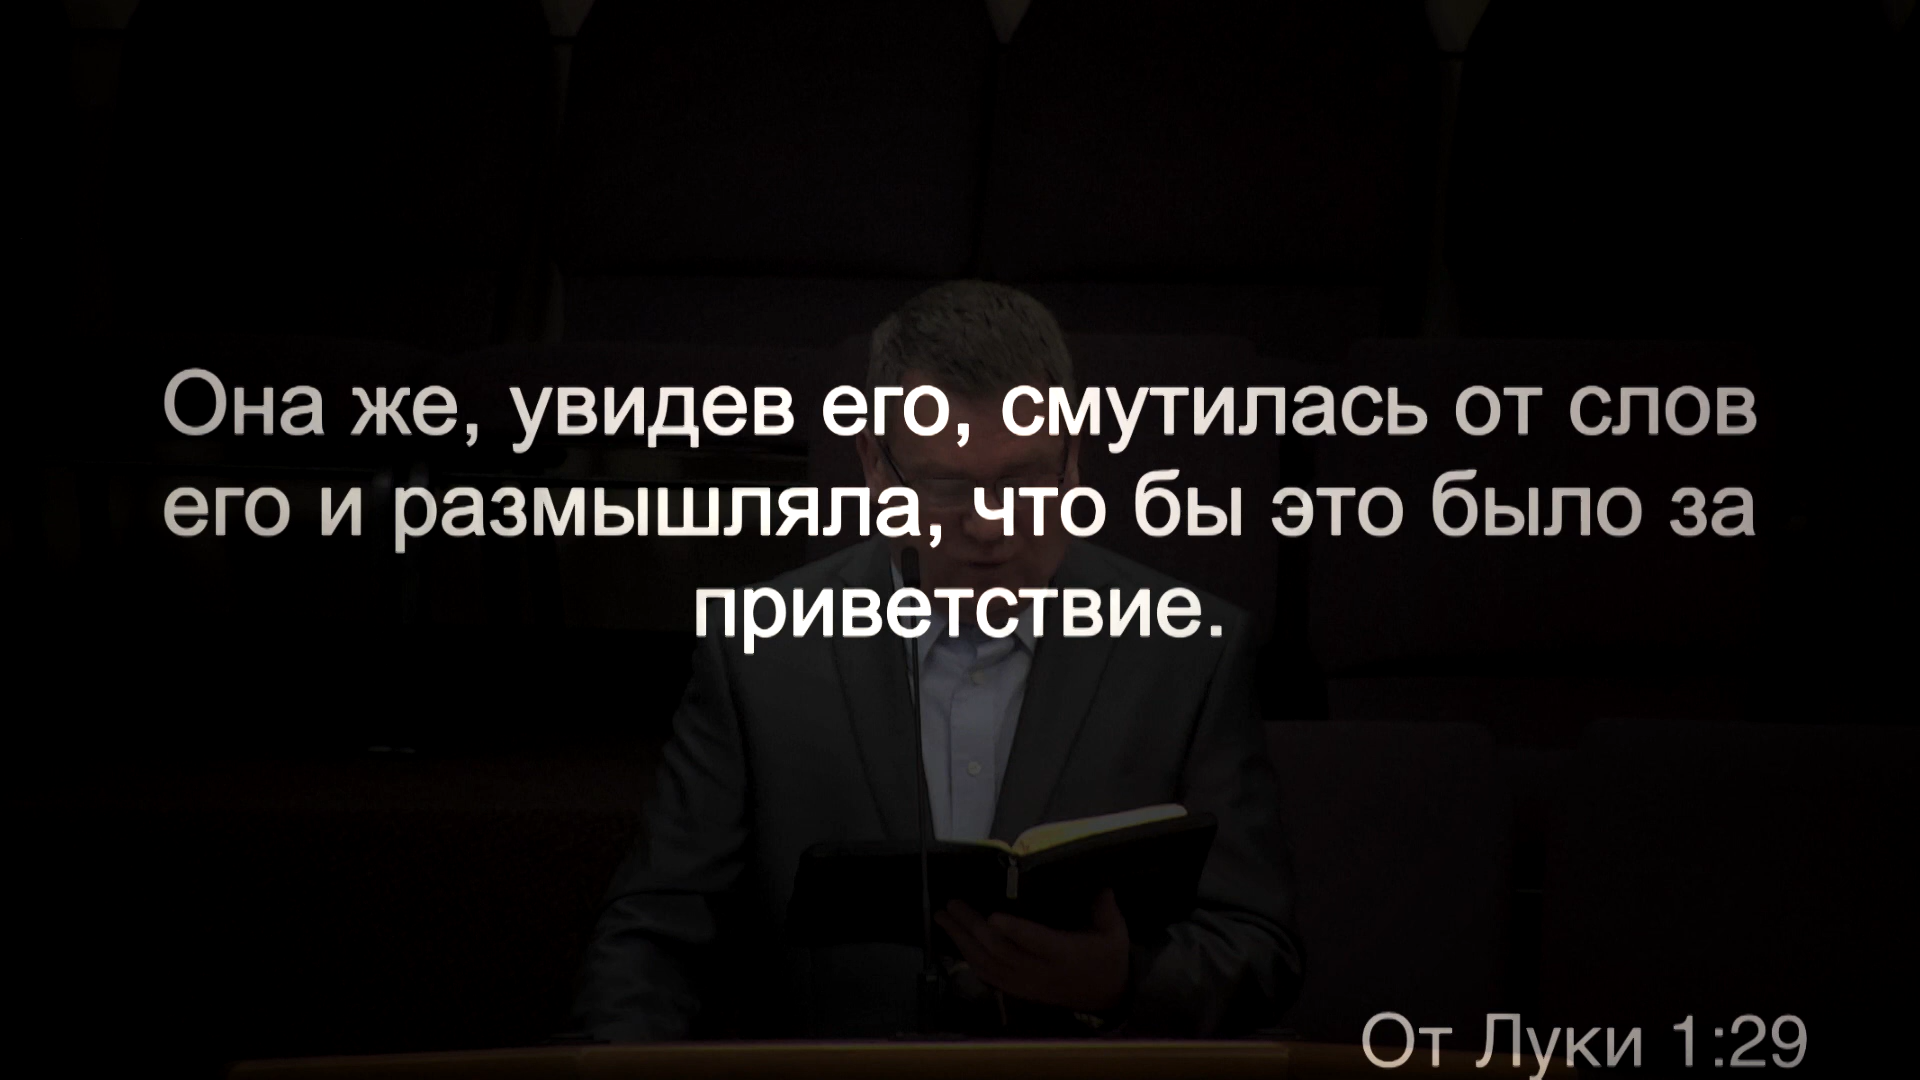 Она же, увидев его, смутилась от слов
его и размышляла, что бы это было за
приветствие.
От Луки 1:29